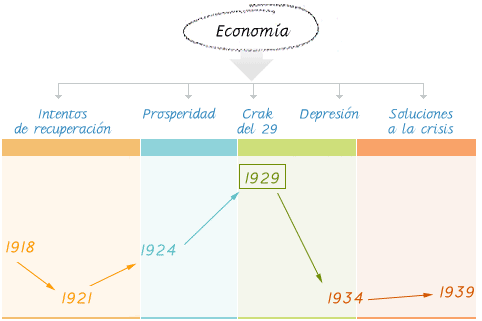 Economía
Intentos
de recuperación
Prosperidad
Crak
del 29
Depresión
Soluciones
a la crisis
1918
1921
1924
1929
1934
1939